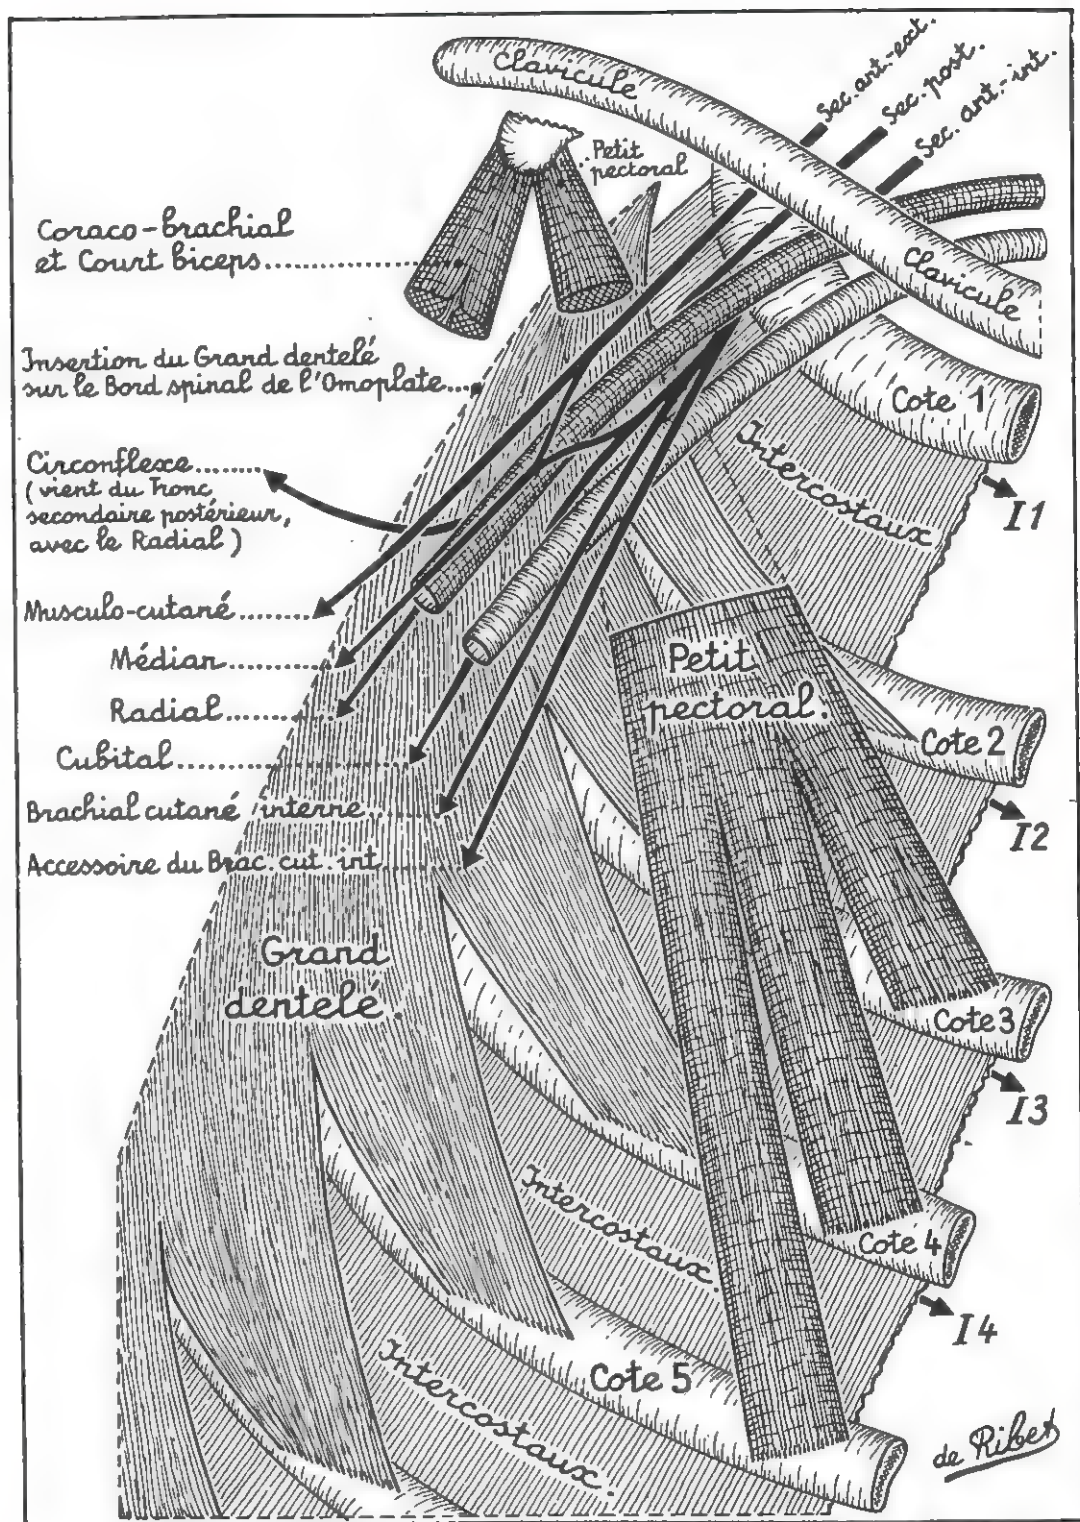 Sec. ant.-ext.
Sec. post.
Sec. ant.-int.
Clavicule
Petit
pectoral
Coraco-brachial
et Court biceps
Clavicule
Insertion du Grand dentelé
sur le Bord spinal de l'Omoplate
Cote 1
Intercostaux
I1
Circonflexe
(vient du Tronc
secondaire postérieur,
avec le Radial)
Musculo-cutané
Médian
Radial
Cubital
Brachial cutané interne
Accessoire du Brac. cut. int
Petit
pectoral.
Cote 2
I2
Grand
dentelé.
Cote 3
I3
Intercostaux.
Cote 4
I4
Cote 5
Intercostaux.
de Ribet